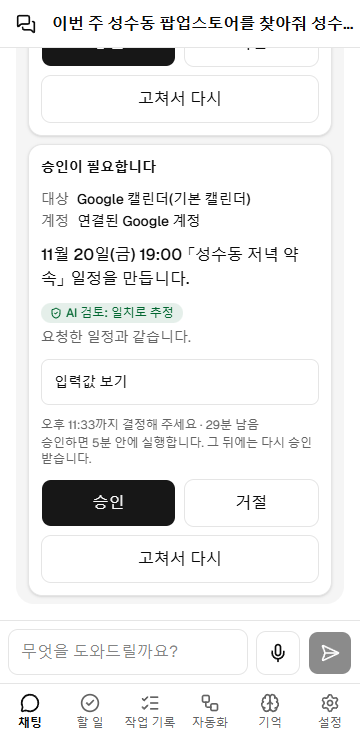 이번 주 성수동 팝업스토어를 찾아줘 성수...
고쳐서 다시
승인이 필요합니다
대상 Google 캘린더(기본 캘린더)
계정 연결된 Google 계정
11월 20일(금) 19:00 「성수동 저녁 약
속」 일정을 만듭니다.
AI 검토: 일치로 추정
요청한 일정과 같습니다.
입력값 보기
오후 11:33까지 결정해 주세요 · 29분 남음
승인하면 5분 안에 실행합니다. 그 뒤에는 다시 승인
받습니다.
승인 거절
고쳐서 다시
무엇을 도와드릴까요?
채팅 할 일 작업 기록 자동화 기억 설정